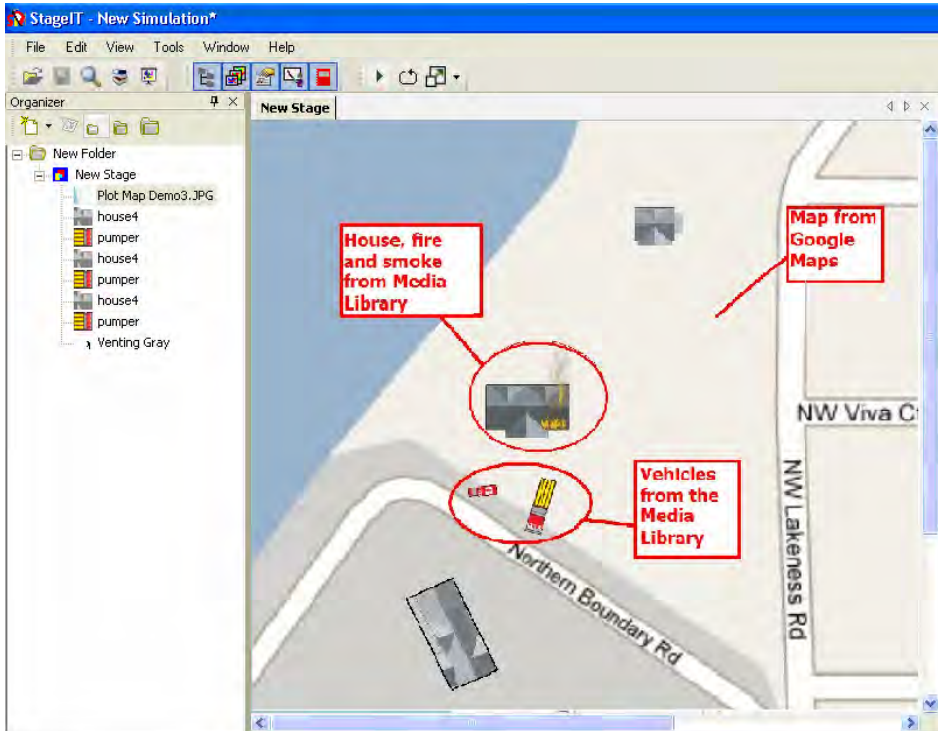 StageIT - New Simulation*
File Edit View Tools Window Help
Organizer
New Stage
New Folder
New Stage
Plot Map Demo3.JPG
house4
pumper
house4
pumper
house4
pumper
Venting Gray
House, fire
and smoke
from Media
Library
Map from
Google
Maps
NW Viva Ct
Vehicles
from the
Media
Library
NW Lakeness Rd
Northern Boundary Rd